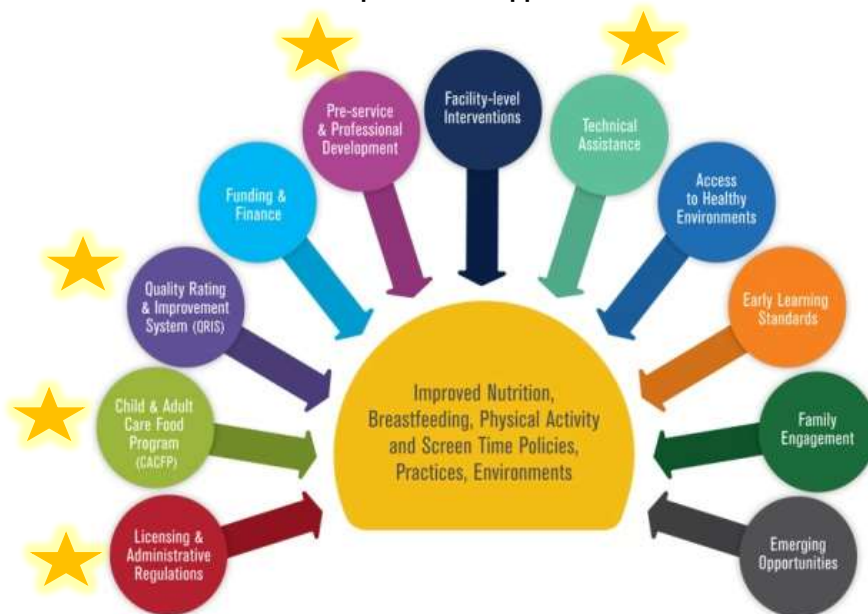 Facility-level
Interventions
Pre-service
& Professional
Development
Technical
Assistance
Funding &
Finance
Access
to Healthy
Environments
Quality Rating
& Improvement
System (QRIS)
Early Learning
Standards
Child & Adult
Care Food
Program
(CACFP)
Improved Nutrition,
Breastfeeding, Physical Activity
and Screen Time Policies,
Practices, Environments
Family
Engagement
Licensing &
Administrative
Regulations
Emerging
Opportunities